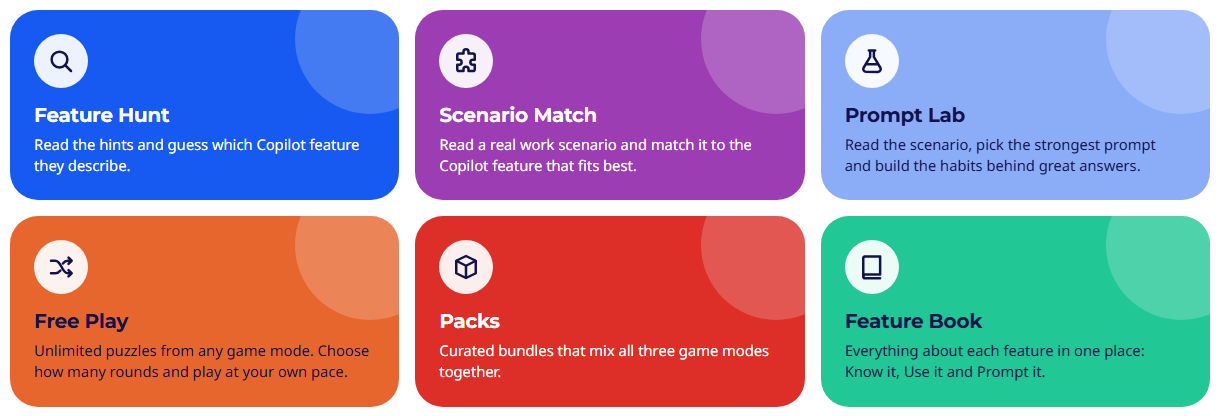 Feature Hunt
Read the hints and guess which Copilot feature
they describe.
Scenario Match
Read a real work scenario and match it to the
Copilot feature that fits best.
Prompt Lab
Read the scenario, pick the strongest prompt
and build the habits behind great answers.
Free Play
Unlimited puzzles from any game mode. Choose
how many rounds and play at your own pace.
Packs
Curated bundles that mix all three game modes
together.
Feature Book
Everything about each feature in one place:
Know it, Use it and Prompt it.